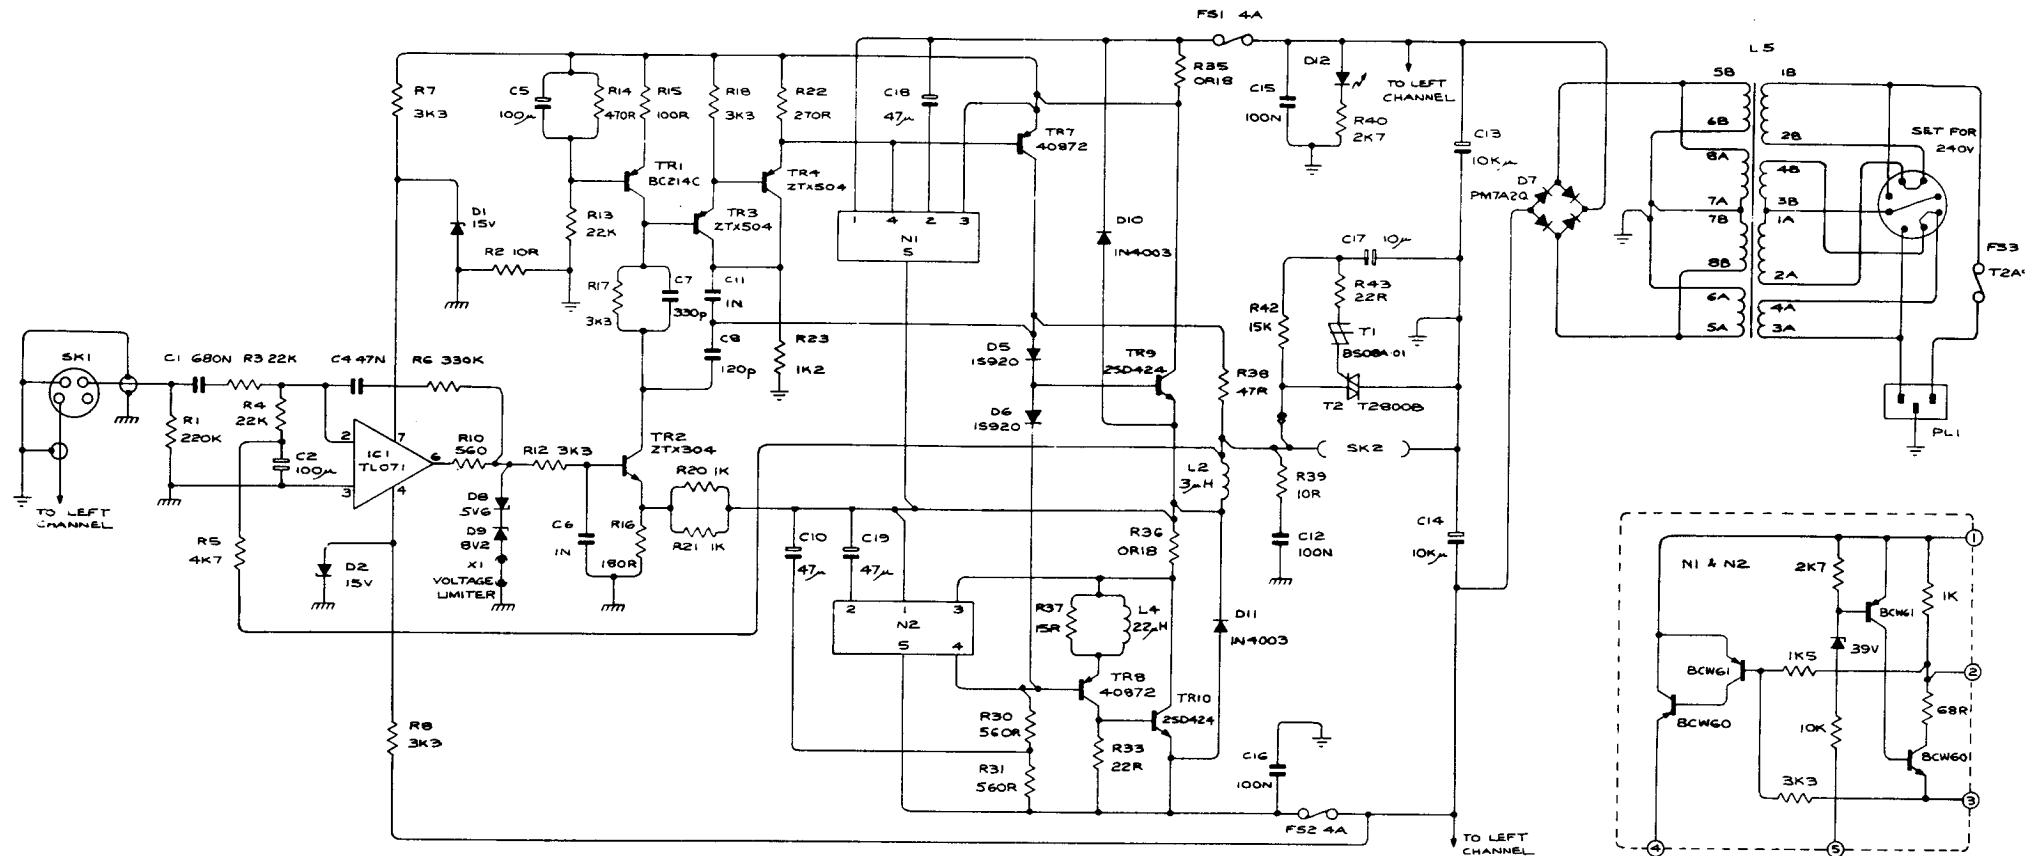 FS1 4A
L5
R7
3K3
C5
100µ
R14
470R
R15
100R
R18
3K3
R22
270R
C18
47µ
TR7
40872
R35
0R18
C15
100N
D12
R40
2K7
TO LEFT
CHANNEL
C13
10Kµ
5B
1B
6B
2B
8A
4B
7A
3B
7B
1A
8B
2A
6A
4A
5A
3A
SET FOR
240V
D7
PM7A2Q
FS3
PL1
TR1
BC214C
TR4
ZTX504
TR3
ZTX504
D1
15V
R13
22K
R2 10R
1
4
2
3
N1
5
D10
1N4003
C17 10µ
R43
22R
R42
15K
T1
T2 T2800B
R17
3K3
C7
330p
C11
1N
C8
120p
R23
1K2
D5
1S920
D6
1S920
TR9
2SD424
R38
47R
SK1
C1 680N R3 22K
C4 47N
R6 330K
R1
220K
R4
22K
C2
100µ
2
3
7
4
6
IC1
TL071
R10
560
R12 3K3
TR2
ZTX304
R20 1K
R21 1K
D8
5V6
D9
8V2
X1
VOLTAGE
LIMITER
C6
1N
R16
180R
TO LEFT
CHANNEL
R5
4K7
D2
15V
R8
3K3
C10
47µ
C19
47µ
2
1
3
N2
5
4
L2
3µH
SK2
R39
10R
C12
100N
C14
10Kµ
R36
0R18
R37
15R
L4
22µH
D11
1N4003
TR8
40872
TR10
2SD424
R30
560R
R31
560R
R33
22R
C16
100N
FS2 4A
TO LEFT
CHANNEL
N1 & N2
1
2K7
BCW61
1K
39V
1K5
BCW61
2
BCW60
68R
10K
BCW60
3K3
3
4
5